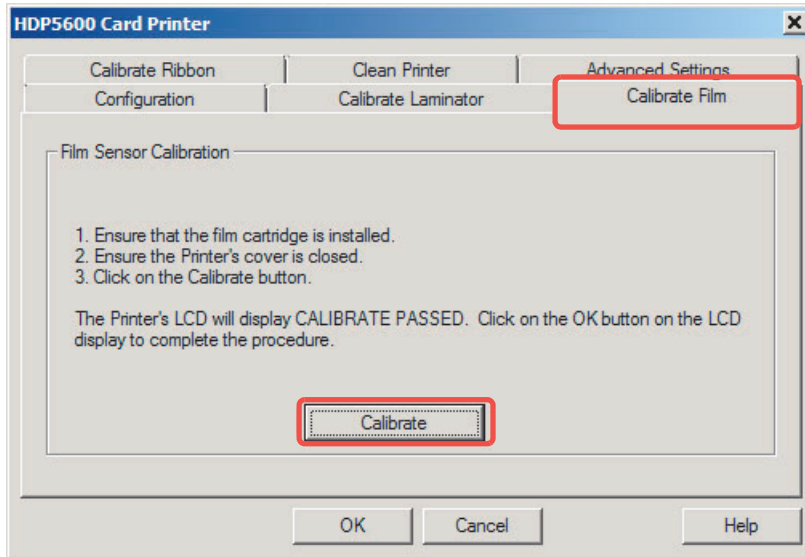 HDP5600 Card Printer
Calibrate Ribbon
Clean Printer
Advanced Settings
Configuration
Calibrate Laminator
Calibrate Film
Film Sensor Calibration
1. Ensure that the film cartridge is installed.
2. Ensure the Printer's cover is closed.
3. Click on the Calibrate button.
The Printer's LCD will display CALIBRATE PASSED. Click on the OK button on the LCD
display to complete the procedure.
Calibrate
OK
Cancel
Help